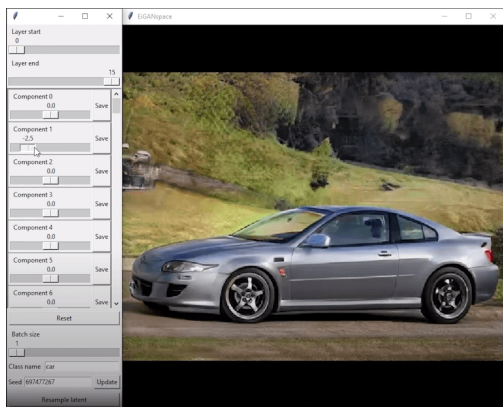 EiGANspace
Layer start
0
Layer end
15
Component 0
0.0 Save
Component 1
-2.5 Save
Component 2
0.0 Save
Component 3
0.0 Save
Component 4
0.0 Save
Component 5
0.0 Save
Component 6
0.0 Save
Reset
Batch size
1
Class name car
Seed 697477267 Update
Resample latent